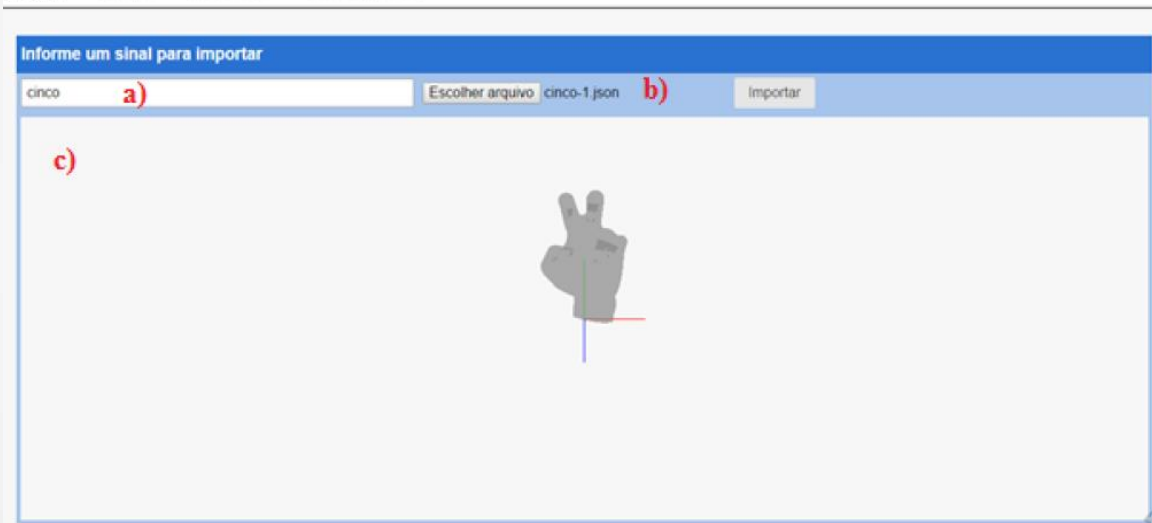 Informe um sinal para importar
cinco a) Escolher arquivo cinco-1.json b) Importar
c)